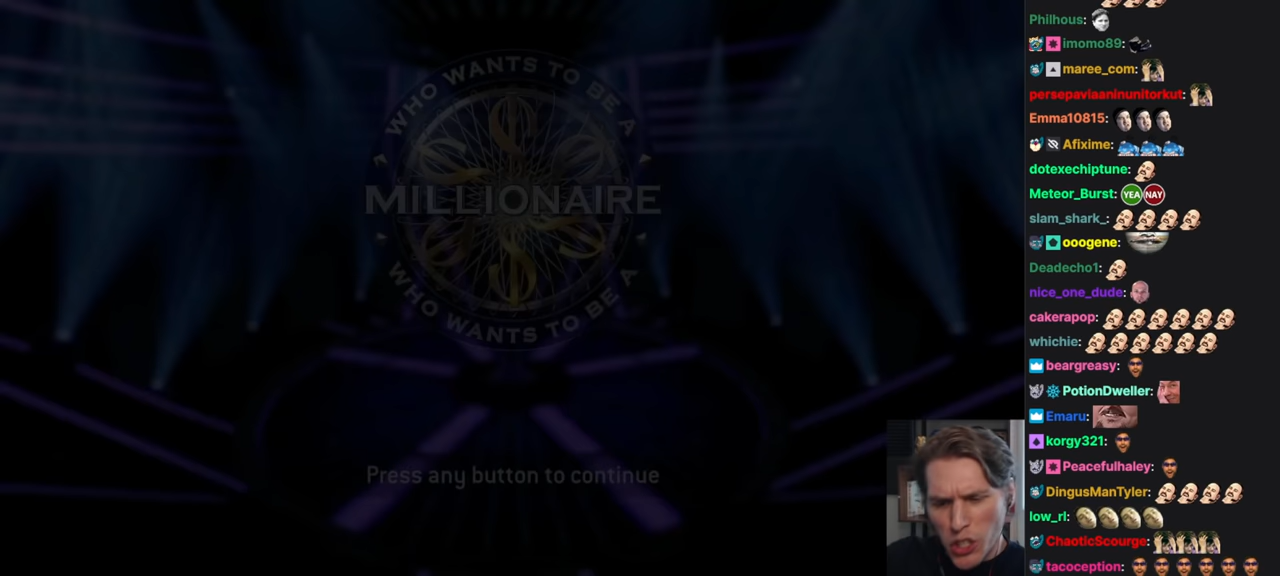 WHO WANTS TO BE A
MILLIONAIRE
WHO WANTS TO BE A
Press any button to continue
Philhous:
imomo89:
maree_com:
persepaviaaninunitorkut:
Emma10815:
Afixime:
dotexechiptune:
Meteor_Burst: YEA NAY
slam_shark_:
ooogene:
Deadecho1:
nice_one_dude:
cakerapop:
whichie:
beargreasy:
PotionDweller:
Emaru:
korgy321:
Peacefulhaley:
DingusManTyler:
low_rl:
ChaoticScourge:
tacoception: